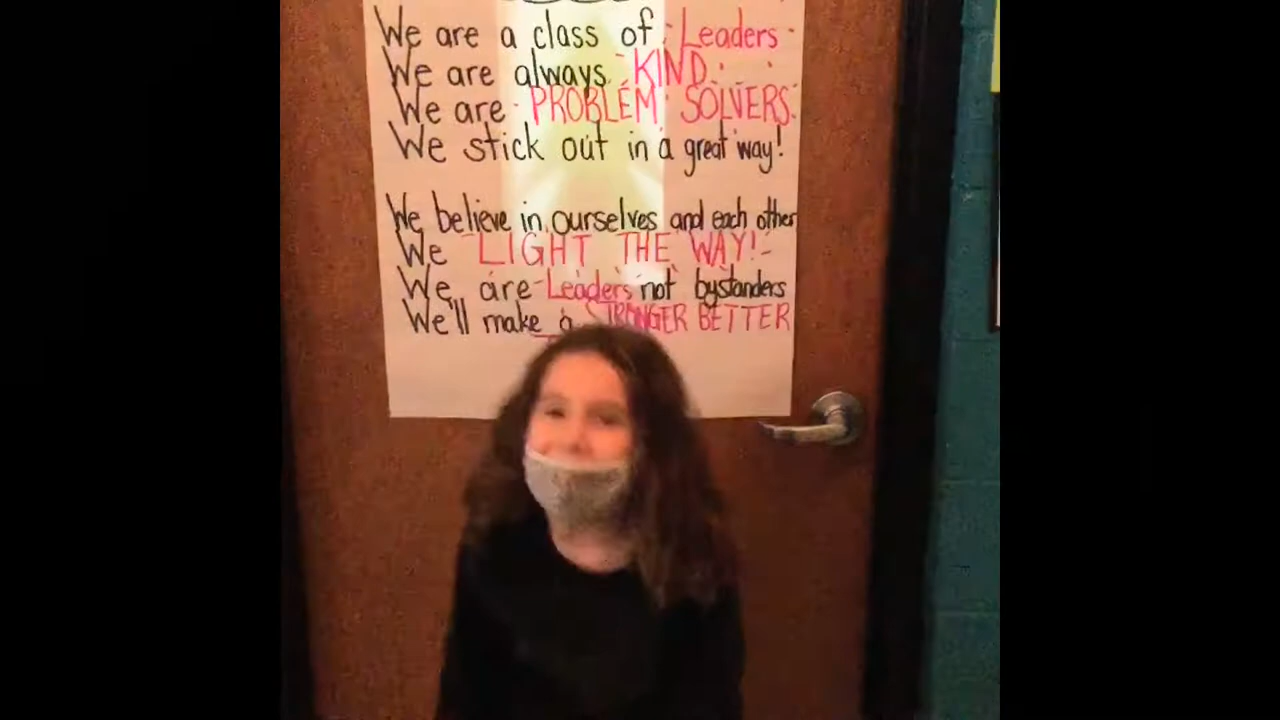 We are a class of Leaders
We are always KIND.
We are PROBLEM SOLVERS.
We stick out in a great way!
We believe in ourselves and each other
We LIGHT THE WAY!
We are Leaders not bystanders
We'll make a STRONGER BETTER